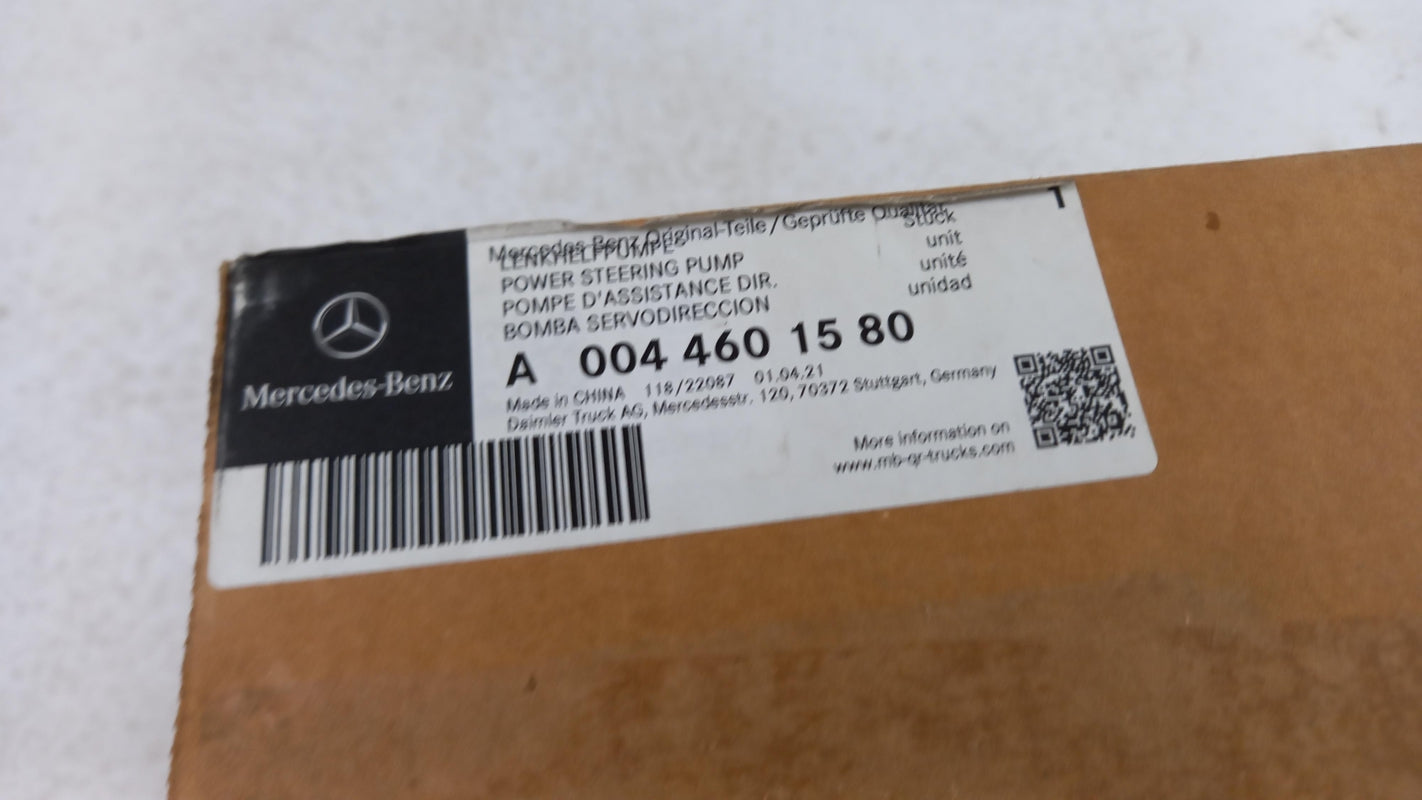 Mercedes-Benz
Mercedes-Benz Original-Teile/Geprüfte Qualität
1
LENKHELFPUMPE Stück
POWER STEERING PUMP unit
POMPE D'ASSISTANCE DIR. unité
BOMBA SERVODIRECCION unidad
A 004 460 15 80
Made in CHINA 118/22087 01.04.21
Daimler Truck AG, Mercedesstr. 120, 70372 Stuttgart, Germany
More information on
www.mb-qr-trucks.com